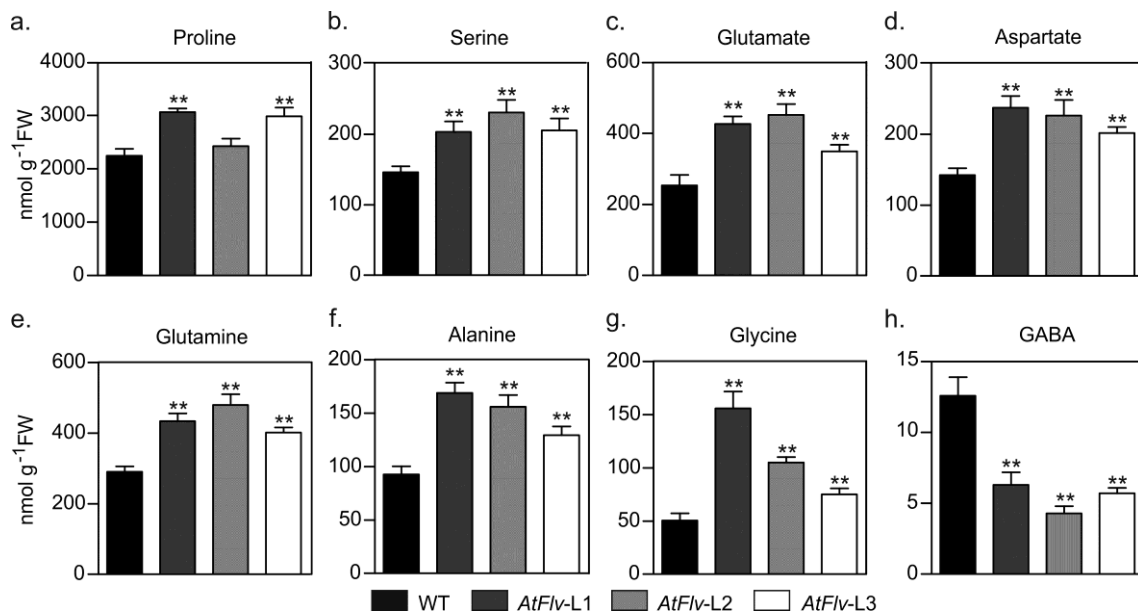 a. b. c. d.
Proline Serine Glutamate Aspartate
nmol g⁻¹FW
4000 3000 2000 1000 0
300 200 100 0
600 400 200 0
300 200 100 0
** **
** ** **
** ** **
** ** **
e. f. g. h.
Glutamine Alanine Glycine GABA
nmol g⁻¹FW
600 400 200 0
200 150 100 50 0
200 150 100 50 0
15 10 5 0
** ** **
** ** **
** ** **
** ** **
WT AtFlv-L1 AtFlv-L2 AtFlv-L3